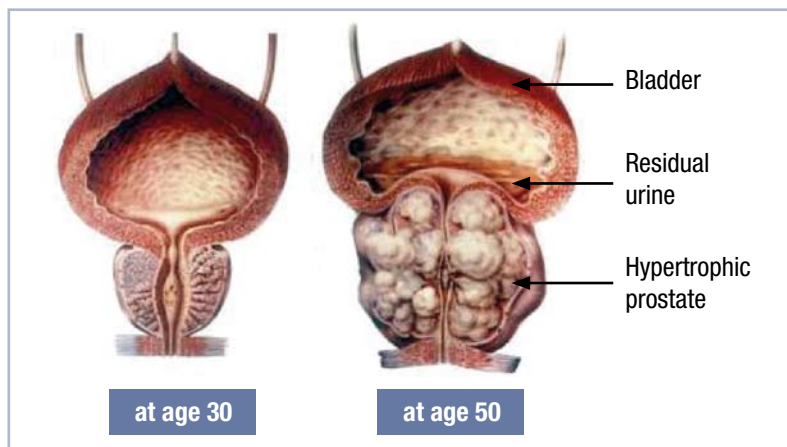 Bladder
Residual
urine
Hypertrophic
prostate
at age 30
at age 50